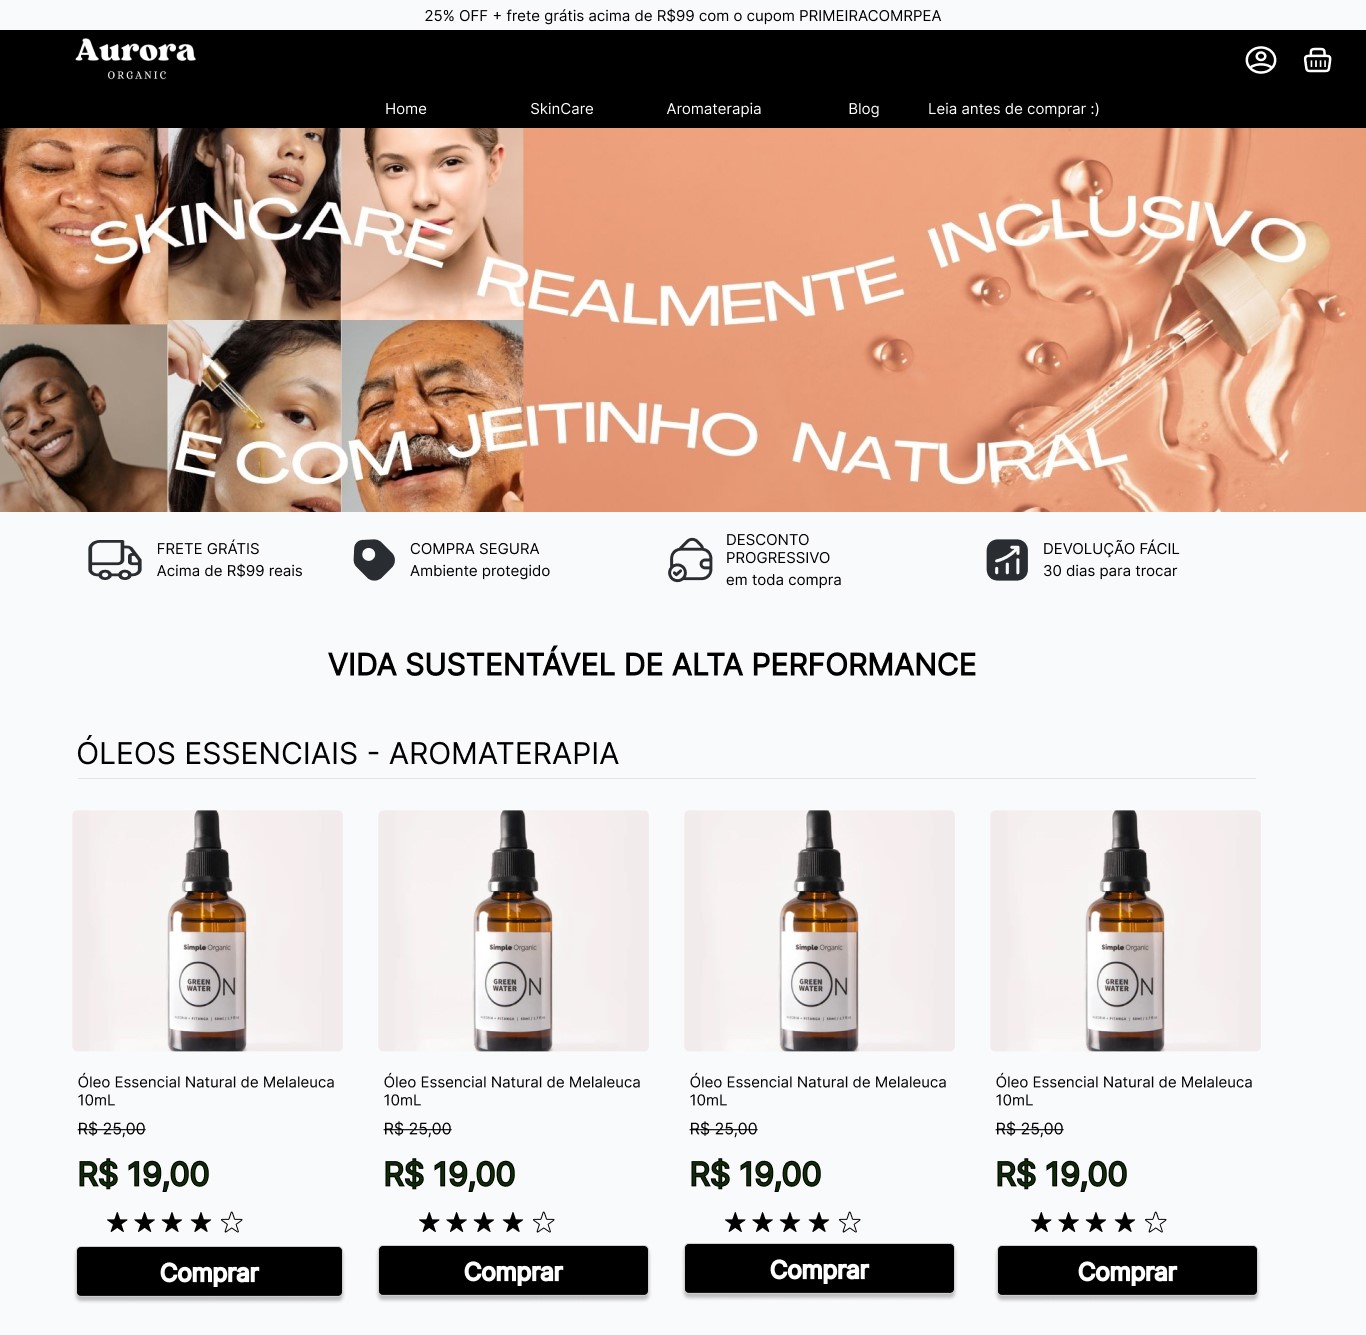 25% OFF + frete grátis acima de R$99 com o cupom PRIMEIRACOMRPEA
Aurora
ORGANIC
Home SkinCare Aromaterapia Blog Leia antes de comprar :)
SKINCARE REALMENTE INCLUSIVO
E COM JEITINHO NATURAL
FRETE GRÁTIS
Acima de R$99 reais
COMPRA SEGURA
Ambiente protegido
DESCONTO
PROGRESSIVO
em toda compra
DEVOLUÇÃO FÁCIL
30 dias para trocar
VIDA SUSTENTÁVEL DE ALTA PERFORMANCE
ÓLEOS ESSENCIAIS - AROMATERAPIA
Simple Organic
GREEN
WATER
ON
Óleo Essencial Natural de Melaleuca
10mL
R$ 25,00
R$ 19,00
Comprar
Simple Organic
GREEN
WATER
ON
Óleo Essencial Natural de Melaleuca
10mL
R$ 25,00
R$ 19,00
Comprar
Simple Organic
GREEN
WATER
ON
Óleo Essencial Natural de Melaleuca
10mL
R$ 25,00
R$ 19,00
Comprar
Simple Organic
GREEN
WATER
ON
Óleo Essencial Natural de Melaleuca
10mL
R$ 25,00
R$ 19,00
Comprar